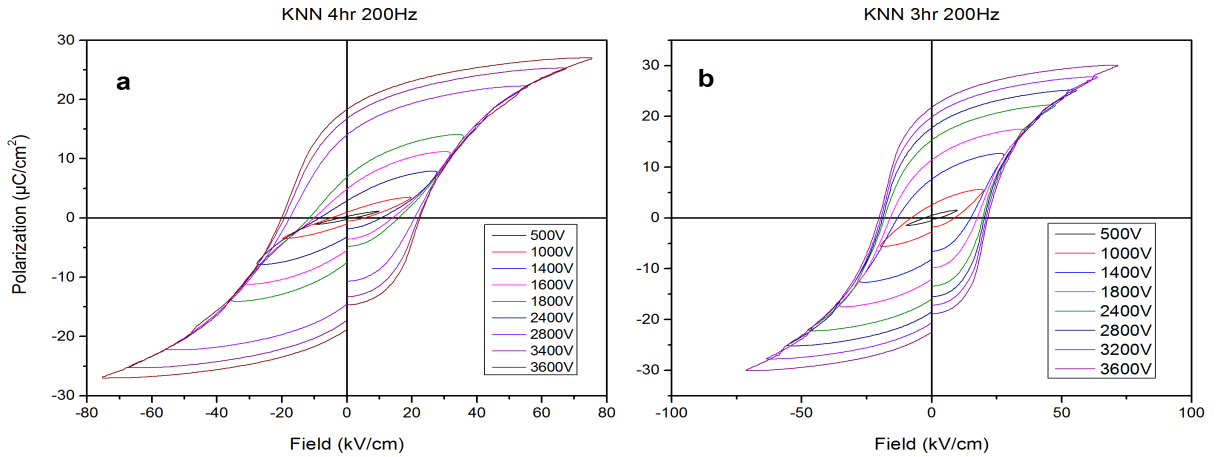 KNN 4hr 200Hz
KNN 3hr 200Hz
a
Polarization (µC/cm²)
30
20
10
0
-10
-20
-30
-80
-60
-40
-20
0
20
40
60
80
Field (kV/cm)
500V
1000V
1400V
1600V
1800V
2400V
2800V
3400V
3600V
b
30
20
10
0
-10
-20
-30
-100
-50
0
50
100
Field (kV/cm)
500V
1000V
1400V
1800V
2400V
2800V
3200V
3600V